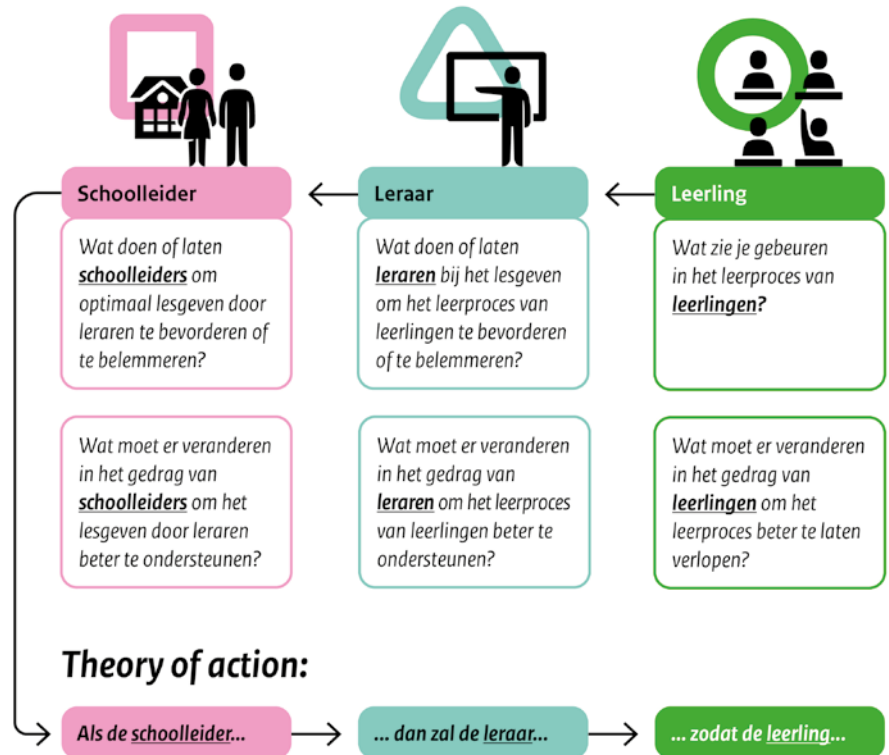 Schoolleider
Wat doen of laten
schoolleiders om
optimaal lesgeven door
leraren te bevorderen of
te belemmeren?
Wat moet er veranderen
in het gedrag van
schoolleiders om het
lesgeven door leraren
beter te ondersteunen?
Leraar
Wat doen of laten
leraren bij het lesgeven
om het leerproces van
leerlingen te bevorderen
of te belemmeren?
Wat moet er veranderen
in het gedrag van
leraren om het leerproces
van leerlingen beter te
ondersteunen?
Leerling
Wat zie je gebeuren
in het leerproces van
leerlingen?
Wat moet er veranderen
in het gedrag van
leerlingen om het
leerproces beter te laten
verlopen?
Theory of action:
Als de schoolleider...
... dan zal de leraar...
... zodat de leerling...